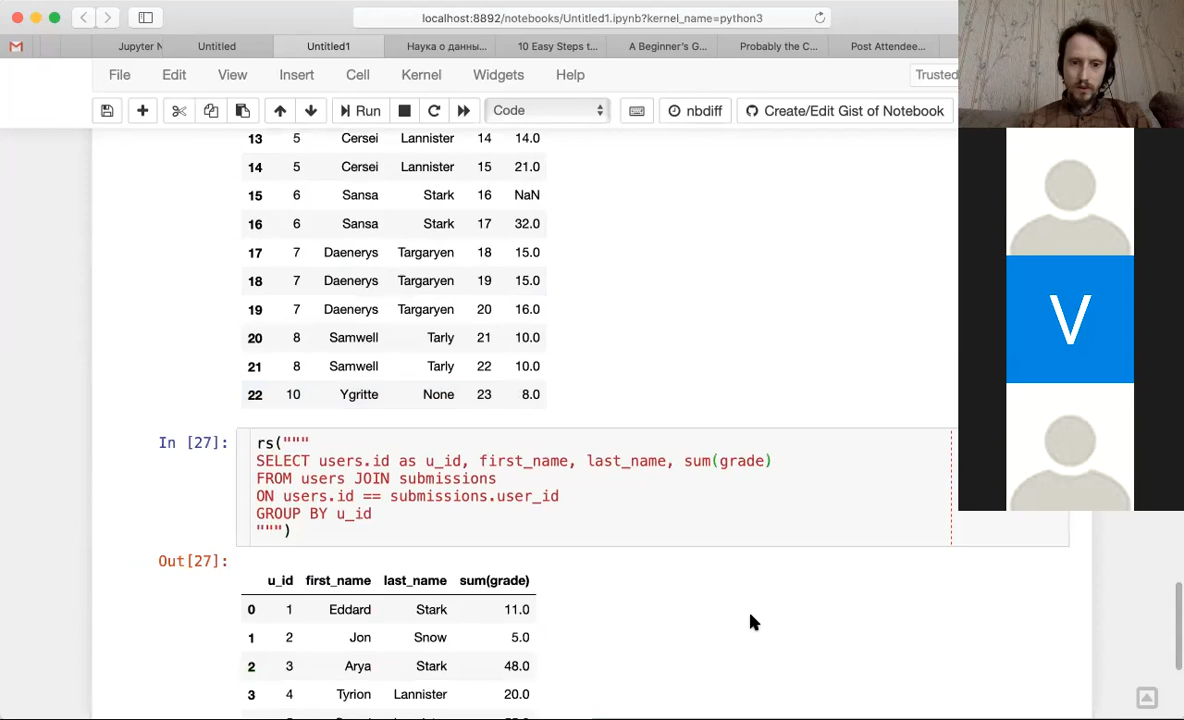 localhost:8892/notebooks/Untitled1.ipynb?kernel_name=python3
Jupyter N
Untitled
Untitled1
Наука о данны...
10 Easy Steps t...
A Beginner's G...
Probably the C...
Post Attendee...
File Edit View Insert Cell Kernel Widgets Help
Trusted
Run
Code
nbdiff
Create/Edit Gist of Notebook
13 5 Cersei Lannister 14 14.0
14 5 Cersei Lannister 15 21.0
15 6 Sansa Stark 16 NaN
16 6 Sansa Stark 17 32.0
17 7 Daenerys Targaryen 18 15.0
18 7 Daenerys Targaryen 19 15.0
19 7 Daenerys Targaryen 20 16.0
20 8 Samwell Tarly 21 10.0
21 8 Samwell Tarly 22 10.0
22 10 Ygritte None 23 8.0
In [27]: rs("""
SELECT users.id as u_id, first_name, last_name, sum(grade)
FROM users JOIN submissions
ON users.id == submissions.user_id
GROUP BY u_id
""")
Out[27]:
u_id first_name last_name sum(grade)
0 1 Eddard Stark 11.0
1 2 Jon Snow 5.0
2 3 Arya Stark 48.0
3 4 Tyrion Lannister 20.0
V